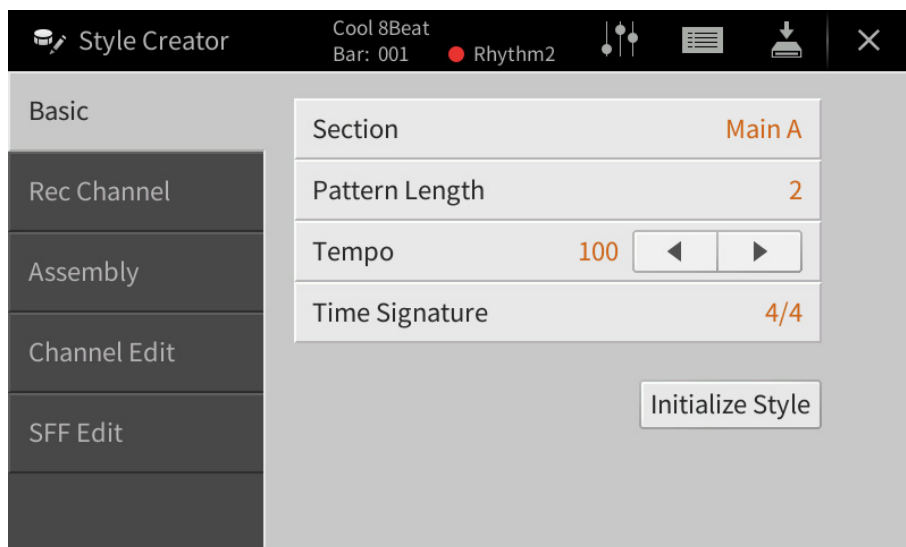 Style Creator
Cool 8Beat
Bar: 001 Rhythm2
Basic
Rec Channel
Assembly
Channel Edit
SFF Edit
Section Main A
Pattern Length 2
Tempo 100
Time Signature 4/4
Initialize Style